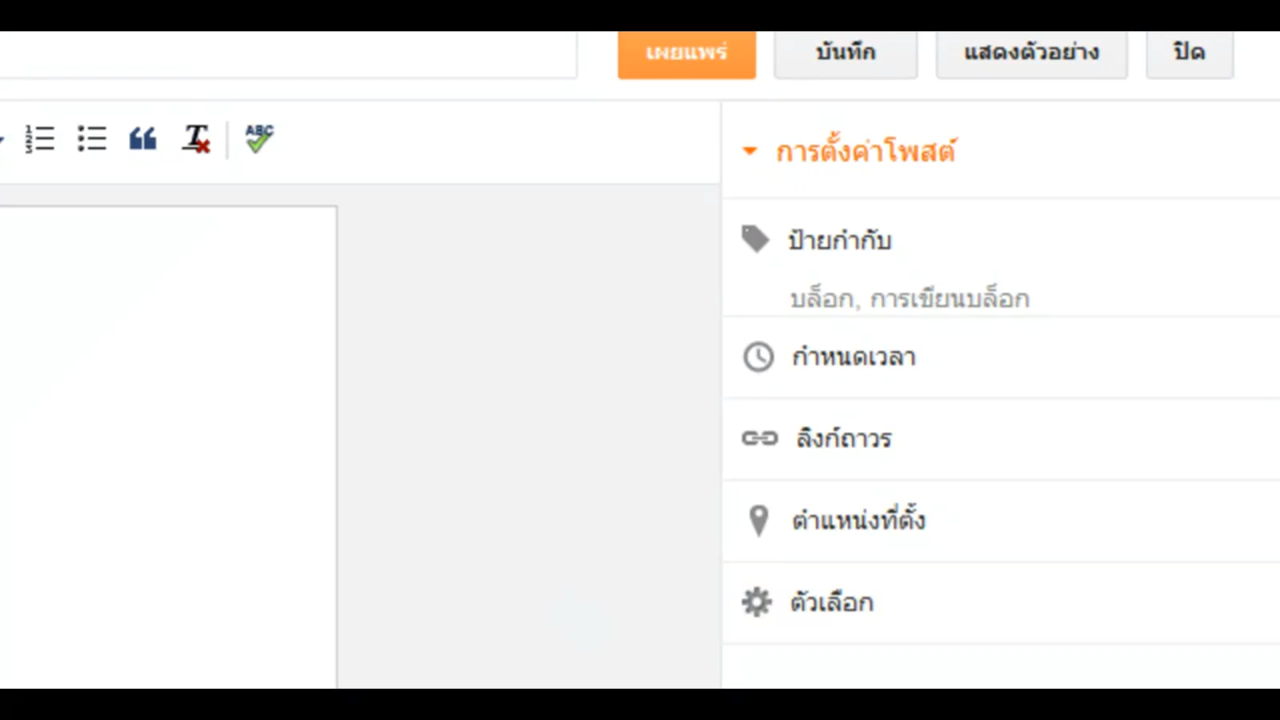 เผยแพร่ บันทึก แสดงตัวอย่าง ปิด
ABC
การตั้งค่าโพสต์
ป้ายกำกับ
บล็อก, การเขียนบล็อก
กำหนดเวลา
ลิงก์ถาวร
ตำแหน่งที่ตั้ง
ตัวเลือก